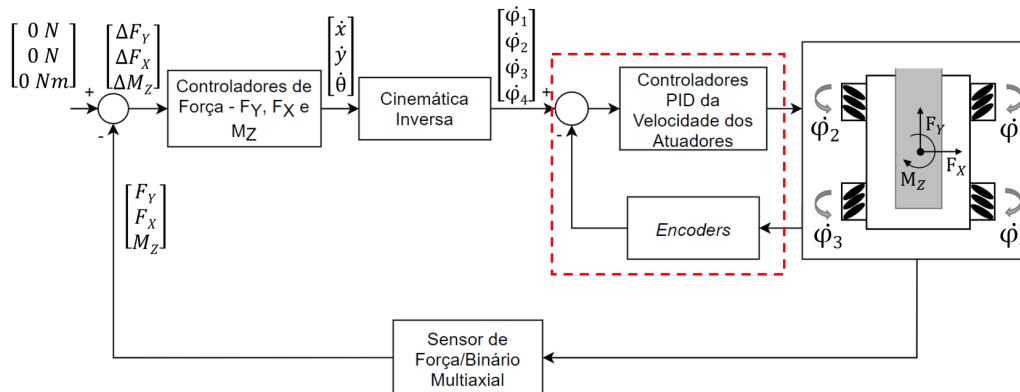 0 N
0 N
0 Nm
+
-
ΔF_Y
ΔF_X
ΔM_Z
Controladores de
Força - F_Y, F_X e
M_Z
ẋ
ẏ
θ̇
Cinemática
Inversa
φ̇_1
φ̇_2
φ̇_3
φ̇_4
+
-
Controladores
PID da
Velocidade dos
Atuadores
Encoders
φ̇_2
φ̇
F_Y
F_X
M_Z
φ̇_3
φ̇
F_Y
F_X
M_Z
Sensor de
Força/Binário
Multiaxial